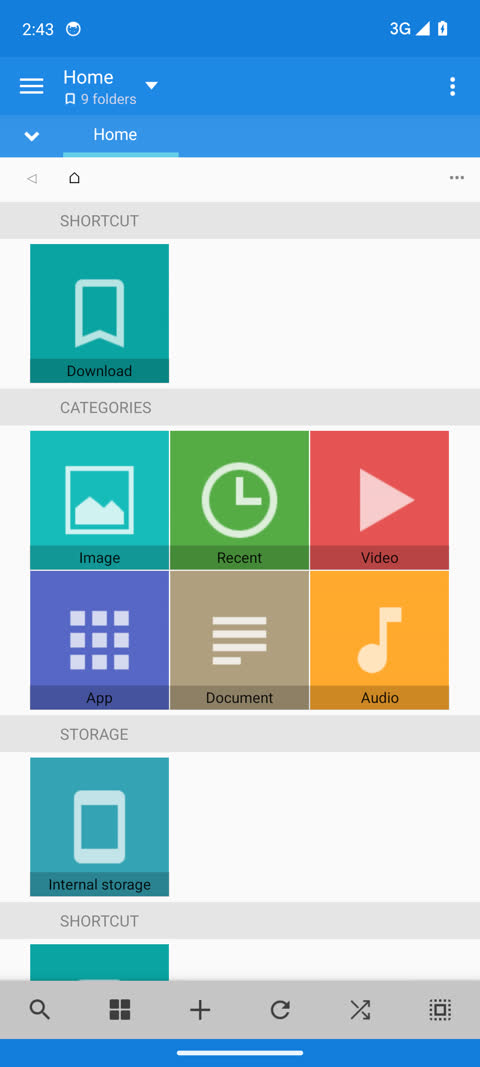 2:43
3G
Home
9 folders
Home
SHORTCUT
Download
CATEGORIES
Image
Recent
Video
App
Document
Audio
STORAGE
Internal storage
SHORTCUT